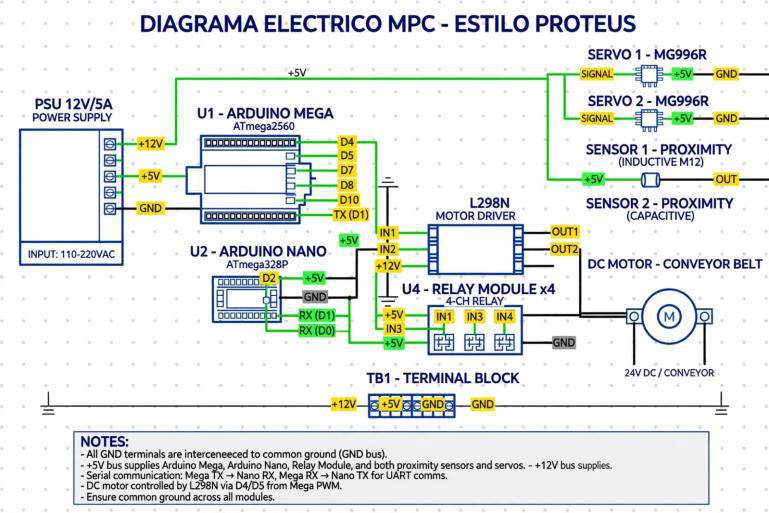 DIAGRAMA ELECTRICO MPC - ESTILO PROTEUS
+5V
SERVO 1 - MG996R
SIGNAL
+5V
GND
SERVO 2 - MG996R
SIGNAL
+5V
GND
SENSOR 1 - PROXIMITY
(INDUCTIVE M12)
+5V
OUT
SENSOR 2 - PROXIMITY
(CAPACITIVE)
PSU 12V/5A
POWER SUPPLY
+12V
+5V
GND
INPUT: 110-220VAC
U1 - ARDUINO MEGA
ATmega2560
D4
D5
D7
D8
D10
TX (D1)
+5V
U2 - ARDUINO NANO
ATmega328P
D2
+5V
GND
RX (D1)
RX (D0)
L298N
MOTOR DRIVER
IN1
IN2
+12V
OUT1
OUT2
U4 - RELAY MODULE x4
4-CH RELAY
+5V
IN3
+5V
IN1
IN3
IN4
GND
DC MOTOR - CONVEYOR BELT
M
24V DC / CONVEYOR
TB1 - TERMINAL BLOCK
+12V
+5V
GND
GND
NOTES:
- All GND terminals are interceneeced to common ground (GND bus).
- +5V bus supplies Arduino Mega, Arduino Nano, Relay Module, and both proximity sensors and servos. - +12V bus supplies.
- Serial communication: Mega TX → Nano RX, Mega RX → Nano TX for UART comms.
- DC motor controlled by L298N via D4/D5 from Mega PWM.
- Ensure common ground across all modules.